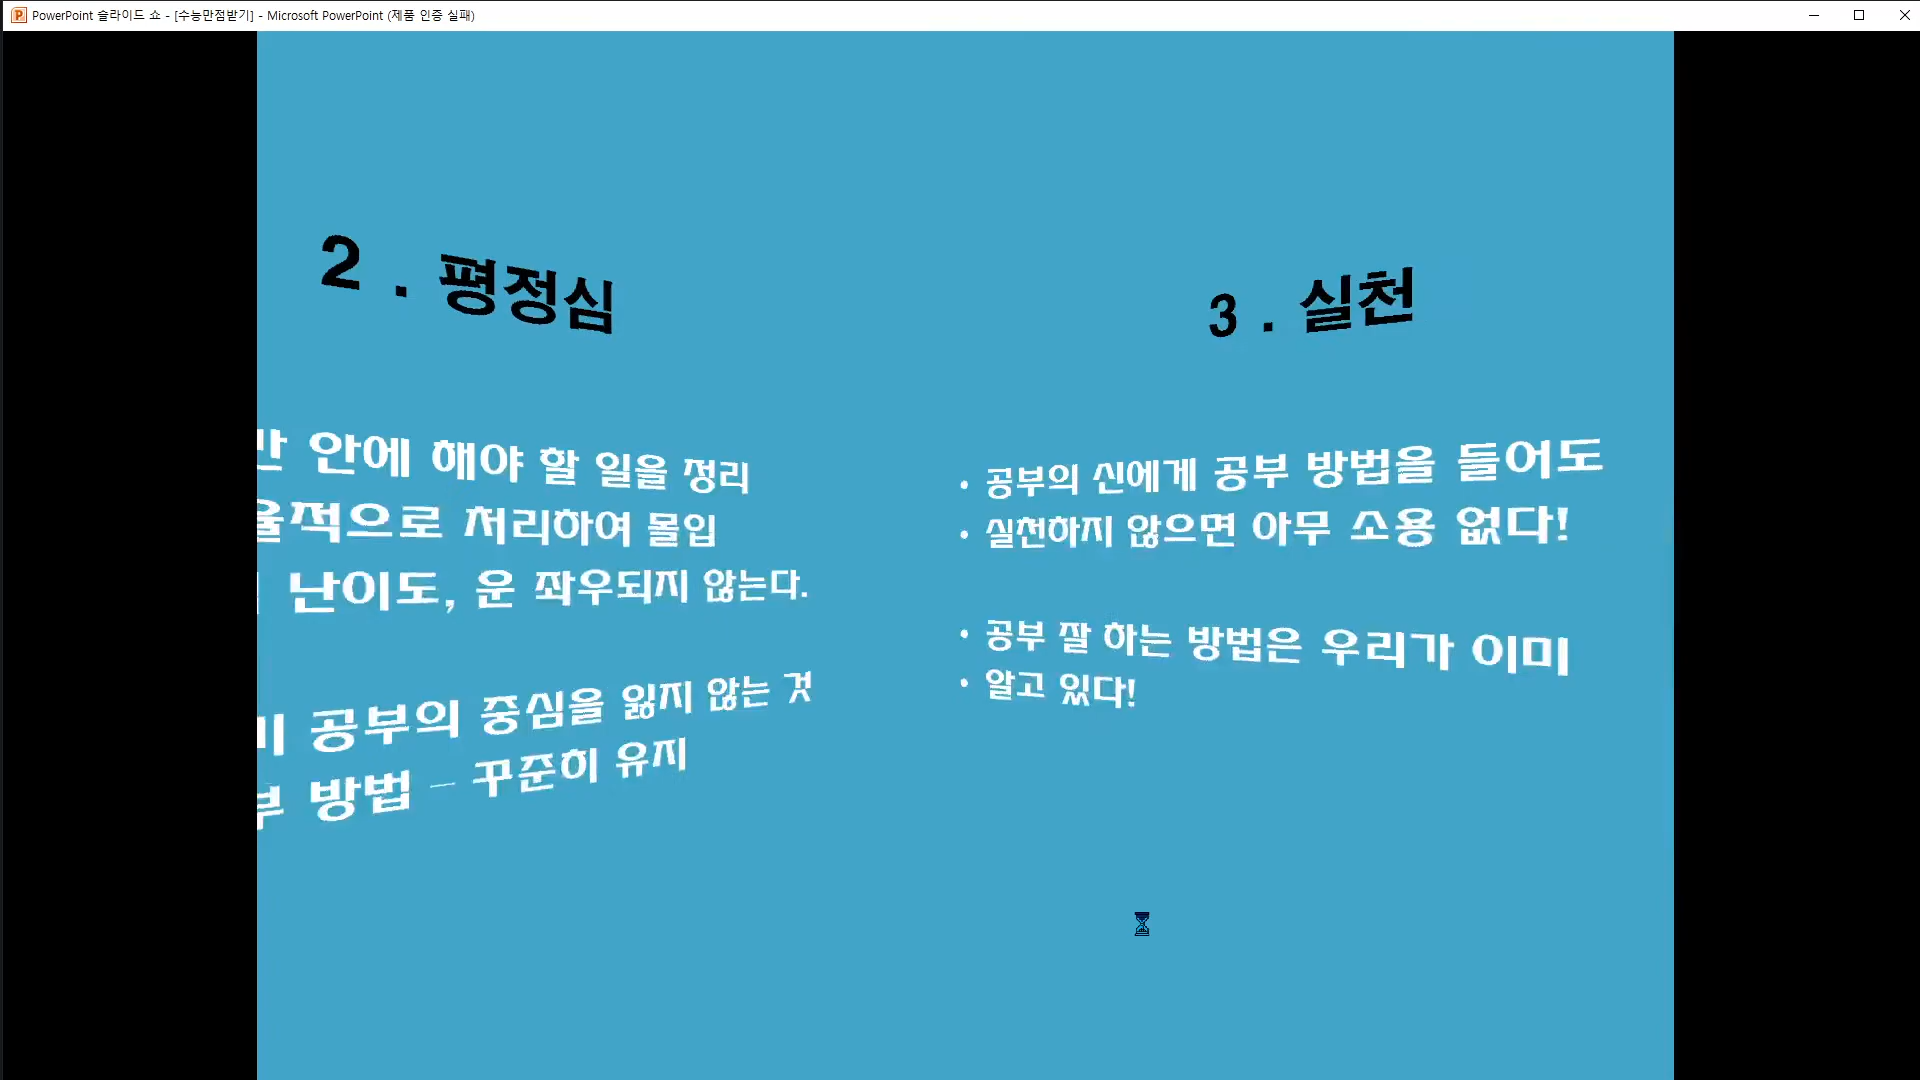 PowerPoint 슬라이드 쇼 - [수능만점받기] - Microsoft PowerPoint (제품 인증 실패)
2 . 평정심
안에 해야 할 일을 정리
율적으로 처리하여 몰입
난이도, 운 좌우되지 않는다.
공부의 중심을 잃지 않는 것
방법 – 꾸준히 유지
3 . 실천
• 공부의 신에게 공부 방법을 들어도
• 실천하지 않으면 아무 소용 없다!
• 공부 잘 하는 방법은 우리가 이미
• 알고 있다!